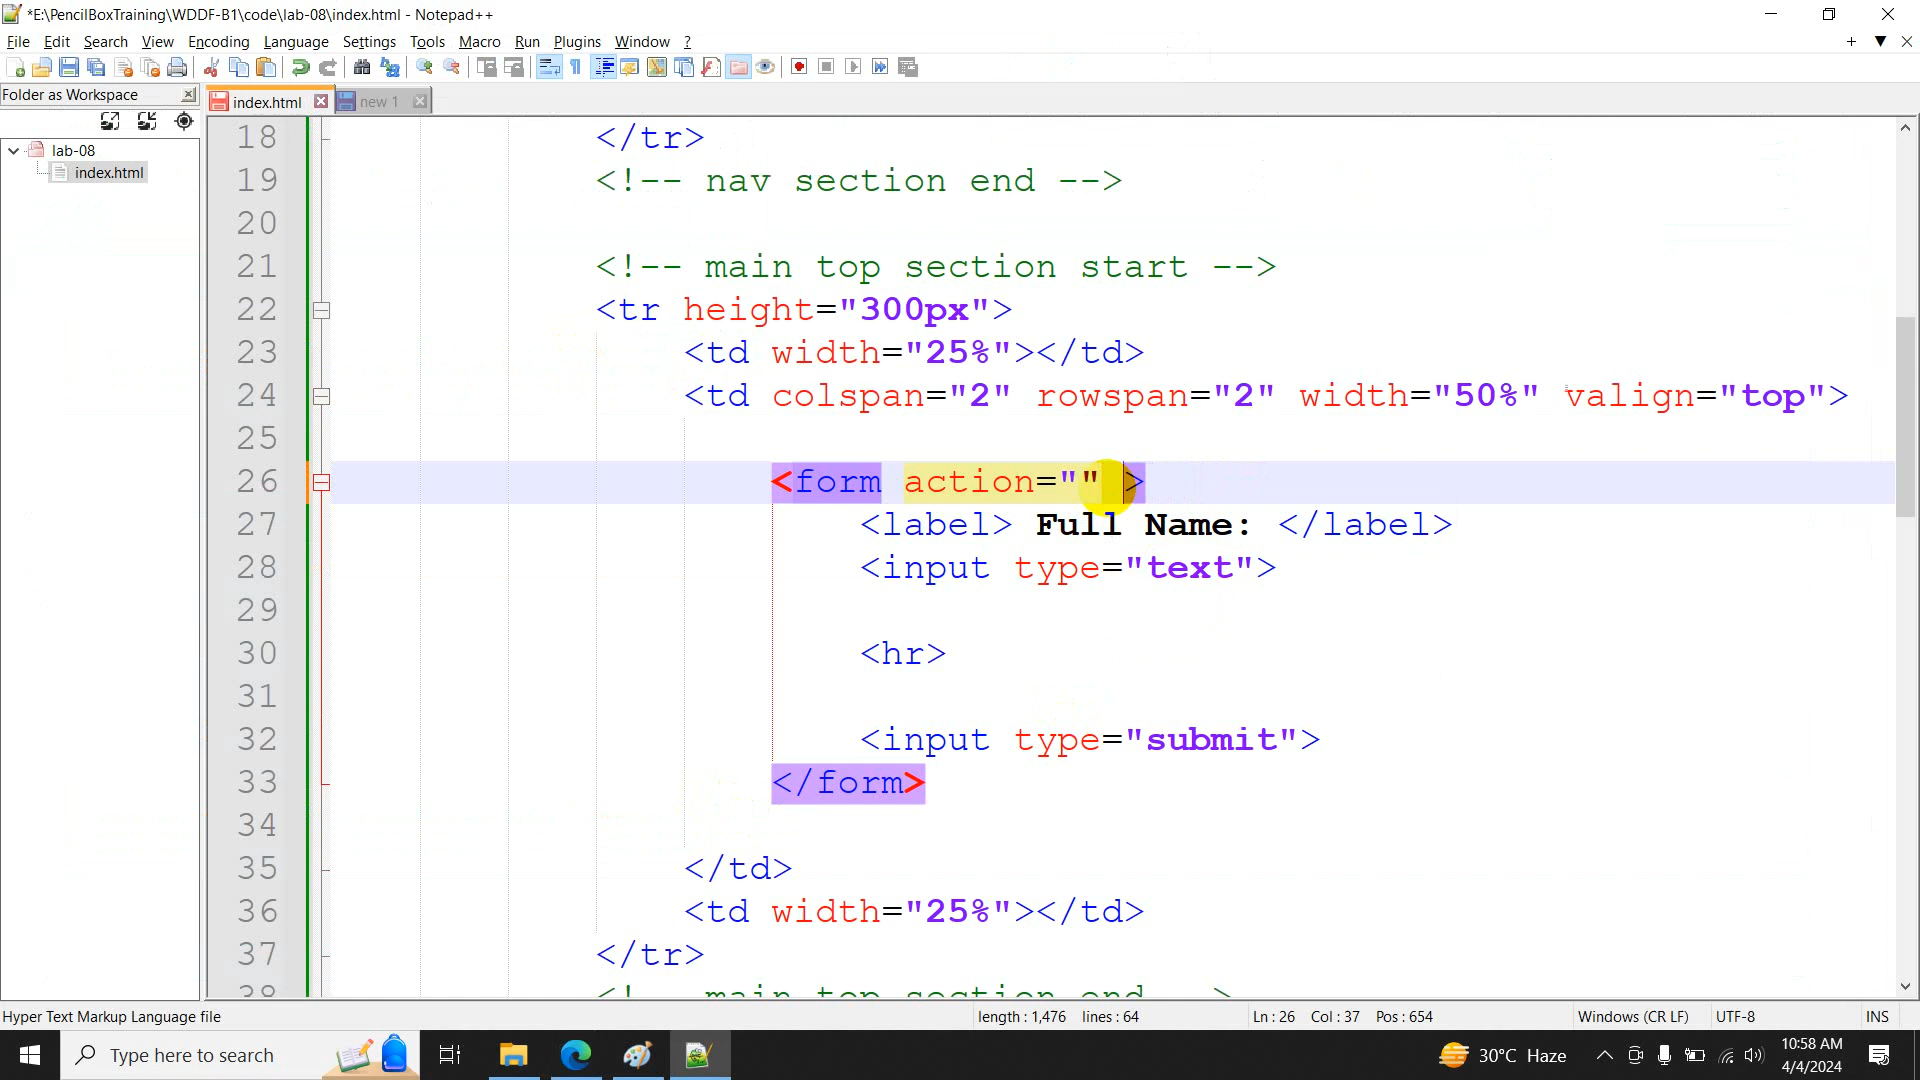 *E:\PencilBoxTraining\WDDF-B1\code\lab-08\index.html - Notepad++
File Edit Search View Encoding Language Settings Tools Macro Run Plugins Window ?
Folder as Workspace
index.html new 1
lab-08
index.html
18 </tr>
19 <!-- nav section end -->
20
21 <!-- main top section start -->
22 <tr height="300px">
23 <td width="25%"></td>
24 <td colspan="2" rowspan="2" width="50%" valign="top">
25
26 <form action="" >
27 <label> Full Name: </label>
28 <input type="text">
29
30 <hr>
31
32 <input type="submit">
33 </form>
34
35 </td>
36 <td width="25%"></td>
37 </tr>
38 <!-- main top section end -->
Hyper Text Markup Language file length : 1,476 lines : 64 Ln : 26 Col : 37 Pos : 654 Windows (CR LF) UTF-8 INS
Type here to search 30°C Haze 10:58 AM
4/4/2024